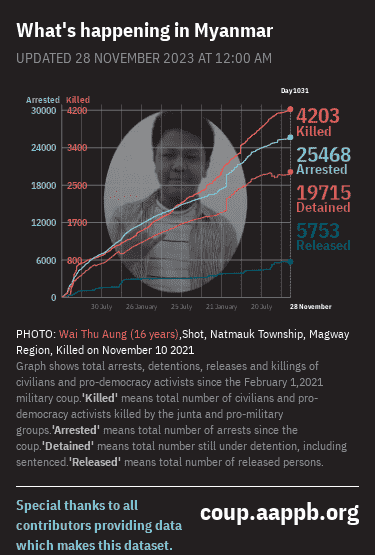 What's happening in Myanmar
UPDATED 28 NOVEMBER 2023 AT 12:00 AM
Day1031
Arrested Killed
30000 4200
24000 3400
18000 2500
12000 1700
6000 800
0
4203
Killed
25468
Arrested
19715
Detained
5753
Released
30 July 26 January 25 July 21 January 20 July 28 November
PHOTO: Wai Thu Aung (16 years),Shot, Natmauk Township, Magway
Region, Killed on November 10 2021
Graph shows total arrests, detentions, releases and killings of
civilians and pro-democracy activists since the February 1,2021
military coup.'Killed' means total number of civilians and pro-
democracy activists killed by the junta and pro-military
groups.'Arrested' means total number of arrests since the
coup.'Detained' means total number still under detention, including
sentenced.'Released' means total number of released persons.
Special thanks to all
contributors providing data
which makes this dataset.
coup.aappb.org